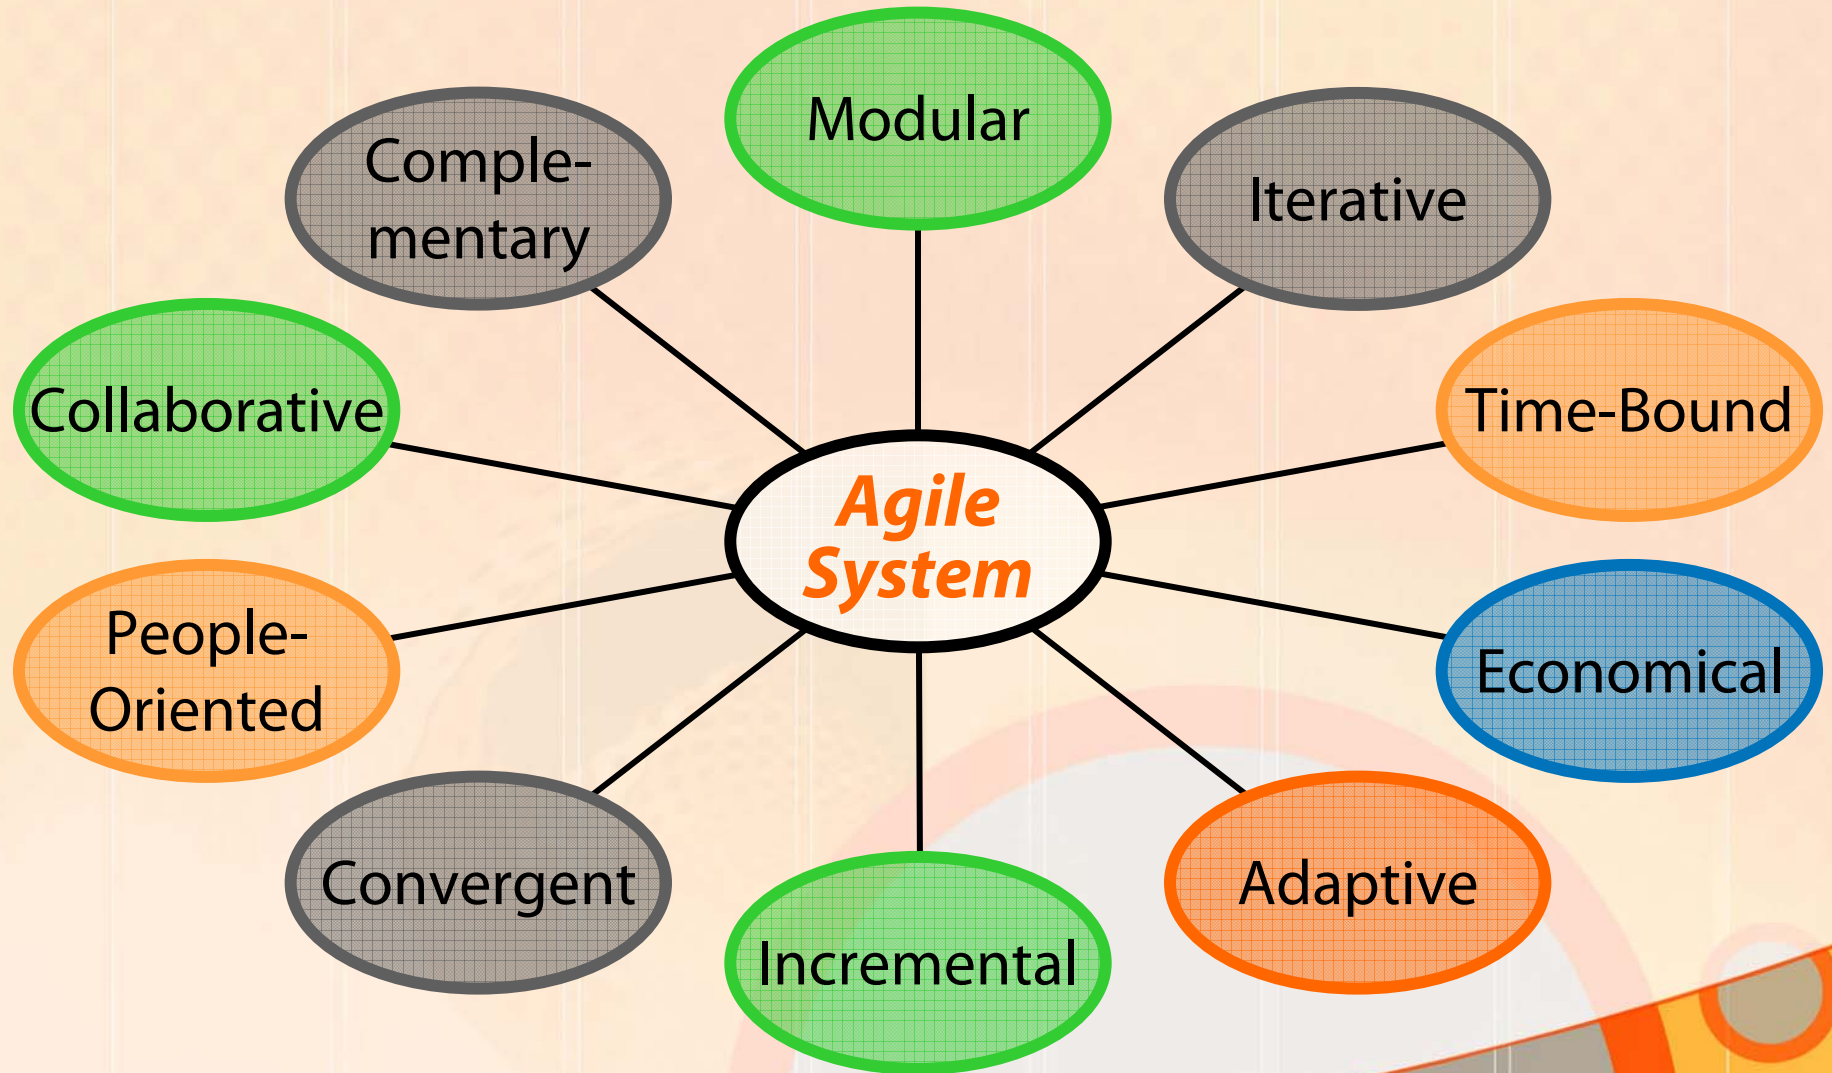 Modular
Comple-
mentary
Iterative
Collaborative
Time-Bound
Agile
System
People-
Oriented
Economical
Convergent
Adaptive
Incremental